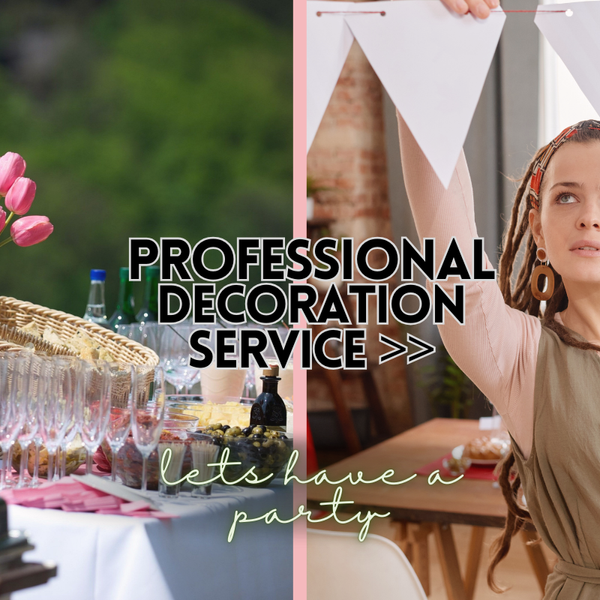 PROFESSIONAL
DECORATION
SERVICE >>
lets have a
party